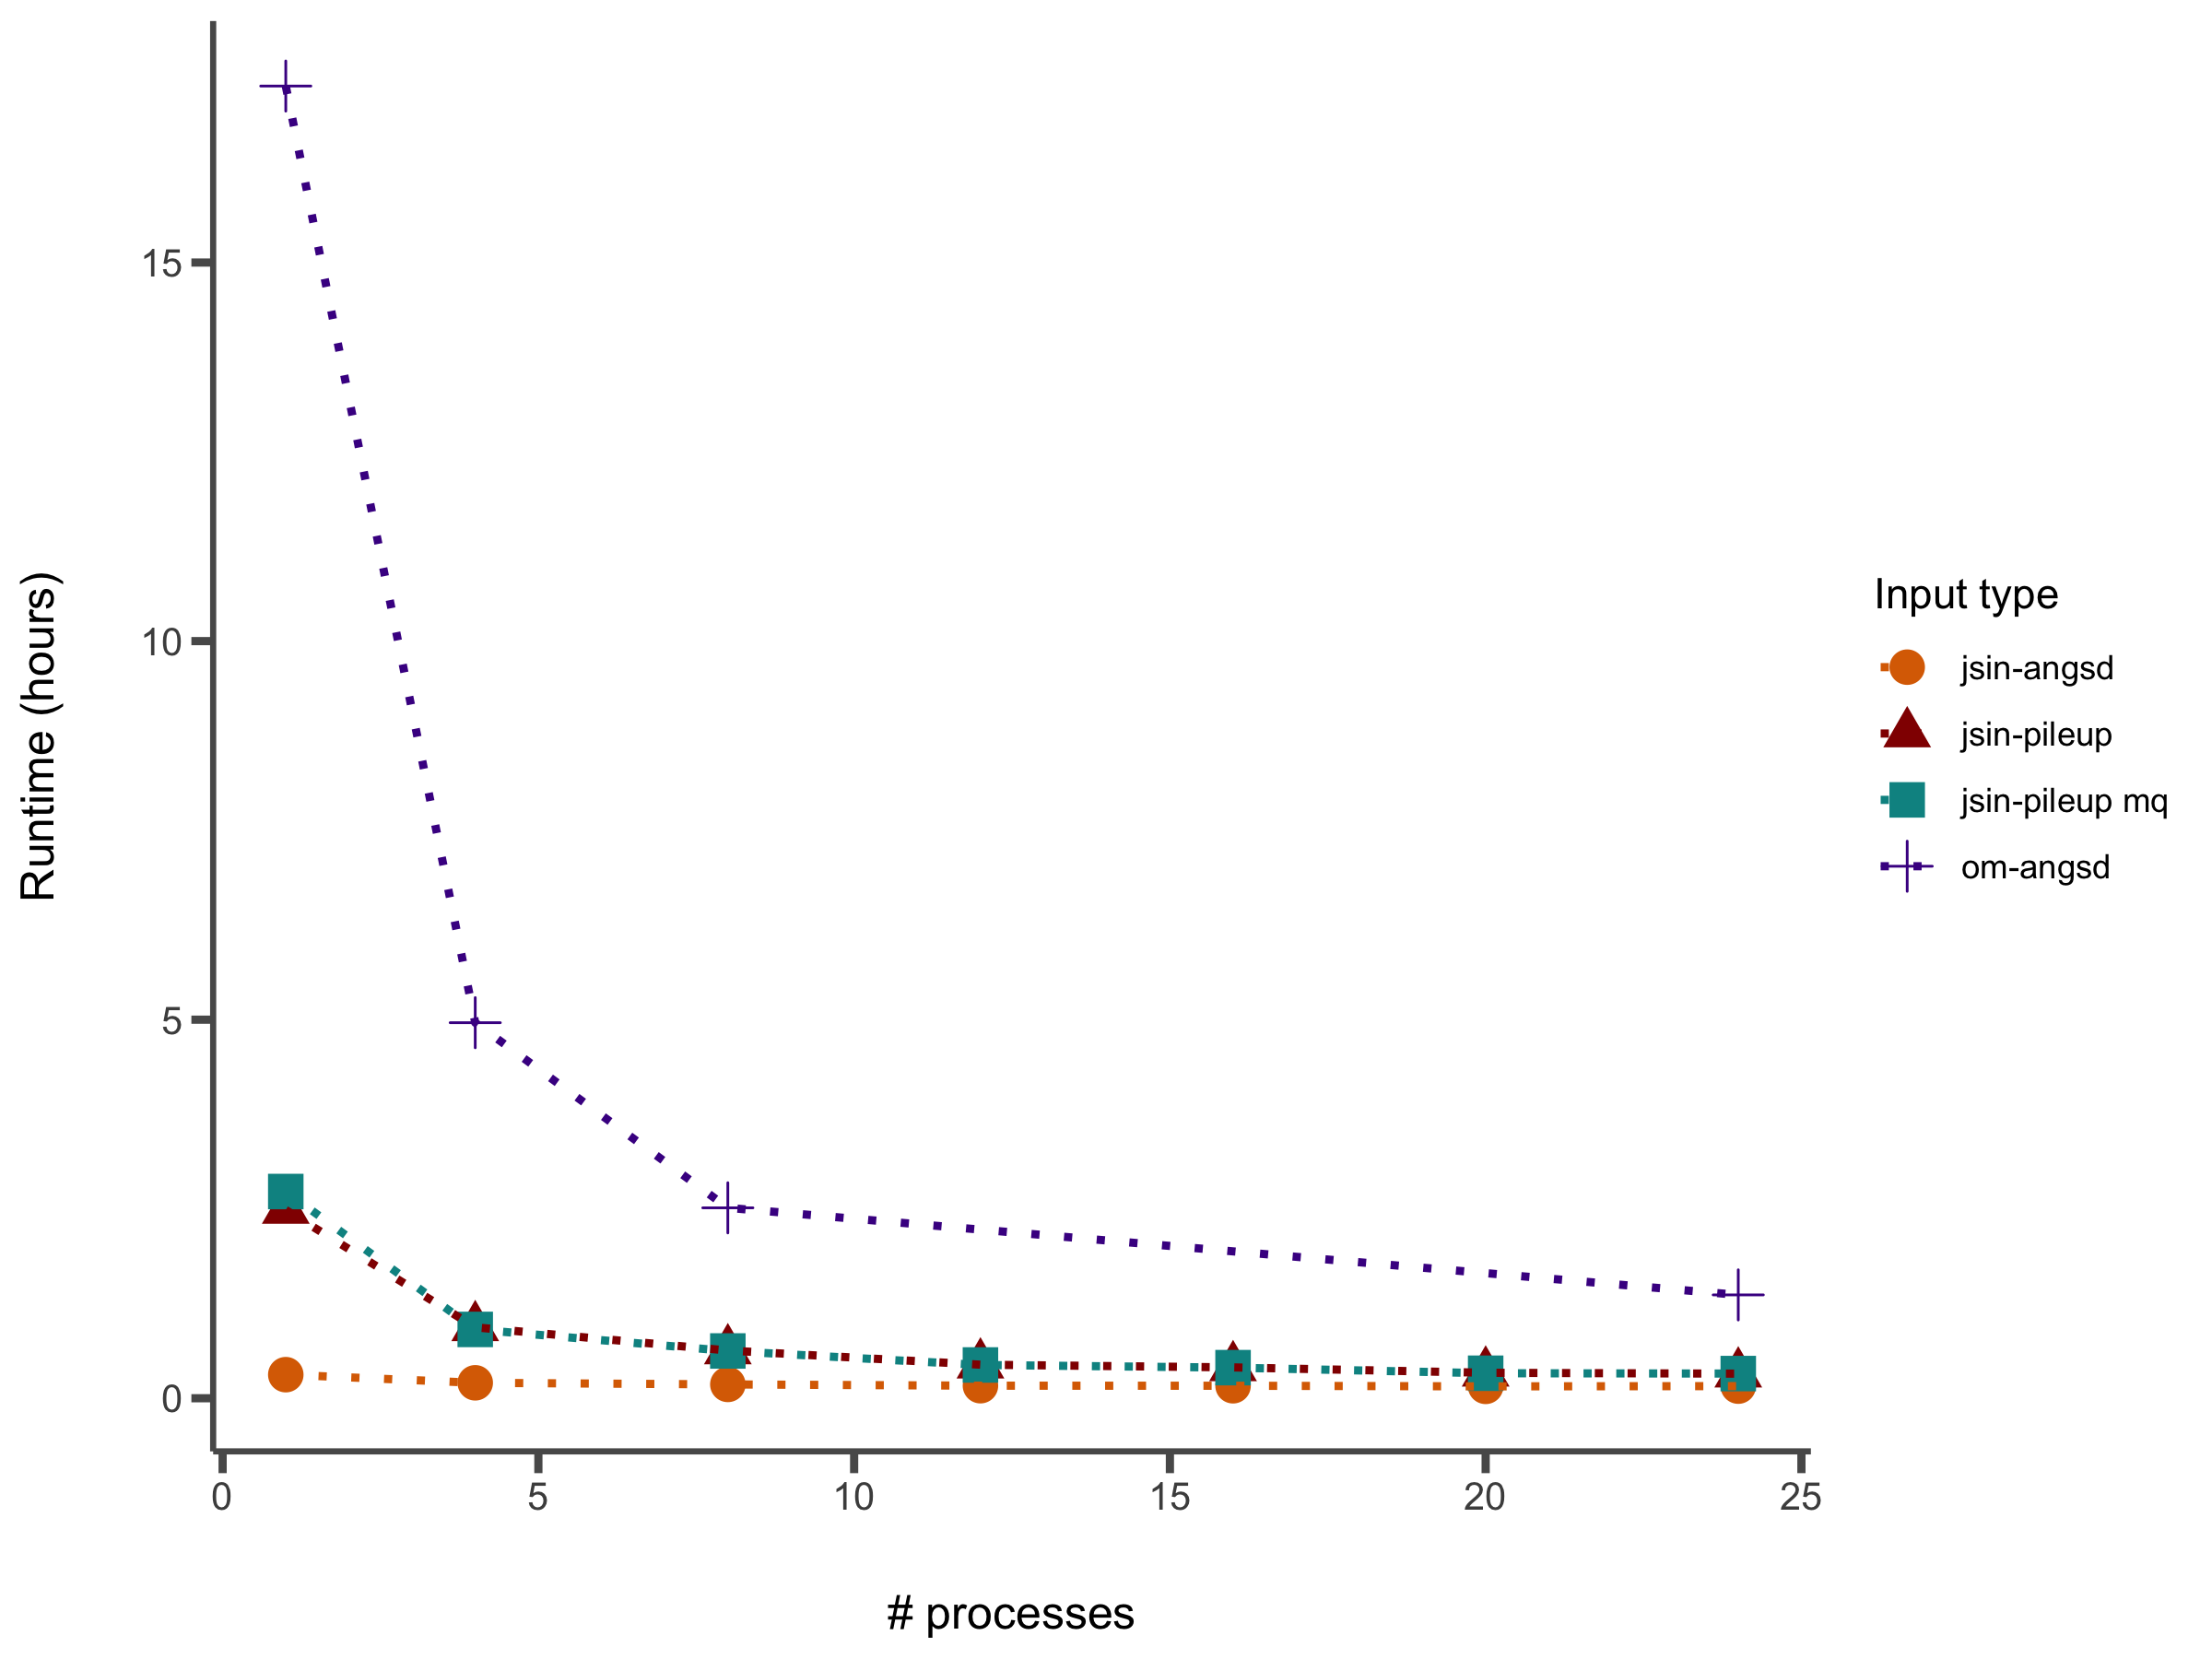 Runtime (hours)
15
10
5
0
0 5 10 15 20 25
# processes
Input type
jsin-angsd
jsin-pileup
jsin-pileup mq
om-angsd